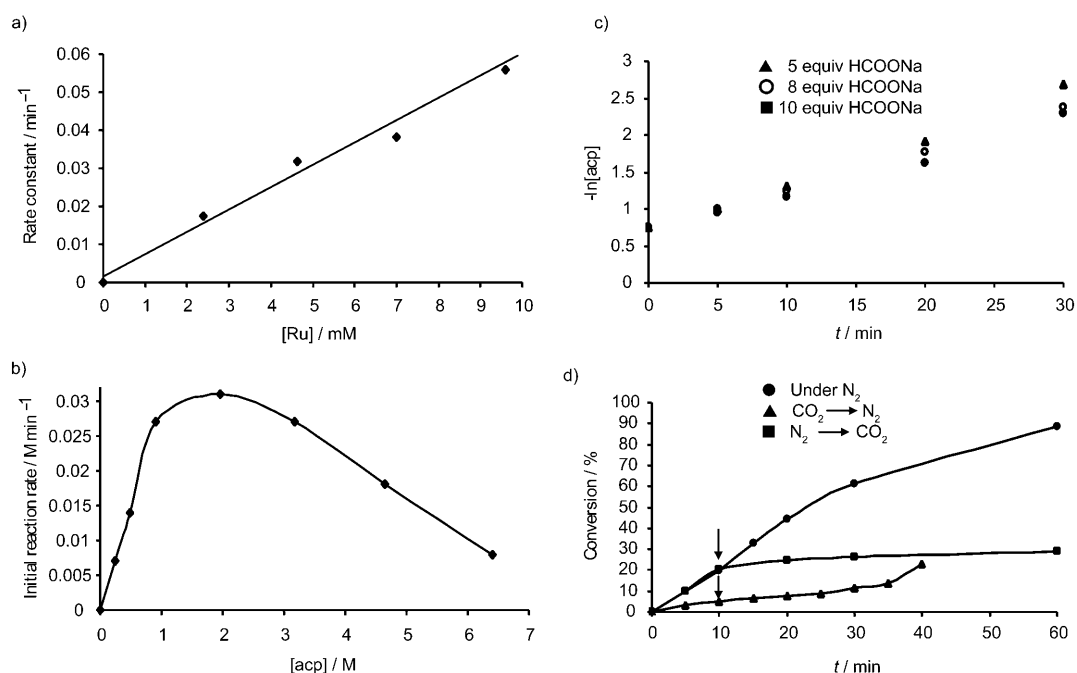 a)
0.06
0.05
0.04
0.03
0.02
0.01
0
Rate constant / min⁻¹
0 1 2 3 4 5 6 7 8 9 10
[Ru] / mM
b)
0.03
0.025
0.02
0.015
0.01
0.005
0
Initial reaction rate / M min⁻¹
0 1 2 3 4 5 6 7
[acp] / M
c)
5 equiv HCOONa
8 equiv HCOONa
10 equiv HCOONa
3
2.5
2
1.5
1
0.5
0
-ln[acp]
0 5 10 15 20 25 30
t / min
d)
Under N₂
CO₂ → N₂
N₂ → CO₂
100
90
80
70
60
50
40
30
20
10
0
Conversion / %
0 10 20 30 40 50 60
t / min